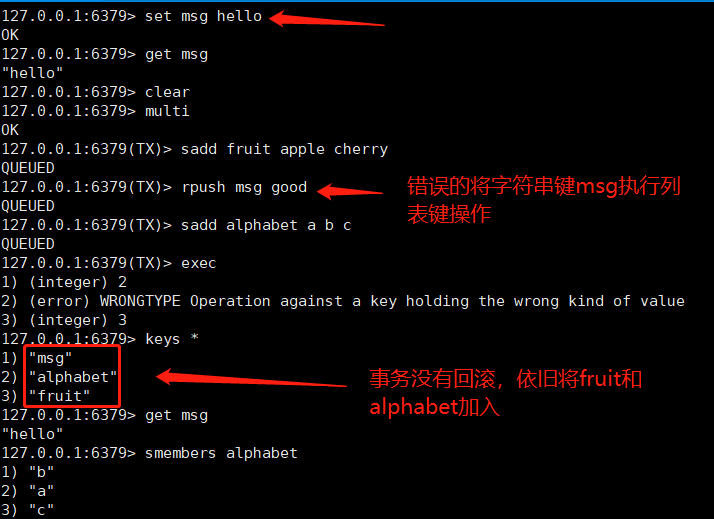 127.0.0.1:6379> set msg hello
OK
127.0.0.1:6379> get msg
"hello"
127.0.0.1:6379> clear
127.0.0.1:6379> multi
OK
127.0.0.1:6379(TX)> sadd fruit apple cherry
QUEUED
127.0.0.1:6379(TX)> rpush msg good
错误的将字符串键msg执行列
表键操作
QUEUED
127.0.0.1:6379(TX)> sadd alphabet a b c
QUEUED
127.0.0.1:6379(TX)> exec
1) (integer) 2
2) (error) WRONGTYPE Operation against a key holding the wrong kind of value
3) (integer) 3
127.0.0.1:6379> keys *
1) "msg"
2) "alphabet"
3) "fruit"
事务没有回滚，依旧将fruit和
alphabet加入
127.0.0.1:6379> get msg
"hello"
127.0.0.1:6379> smembers alphabet
1) "b"
2) "a"
3) "c"